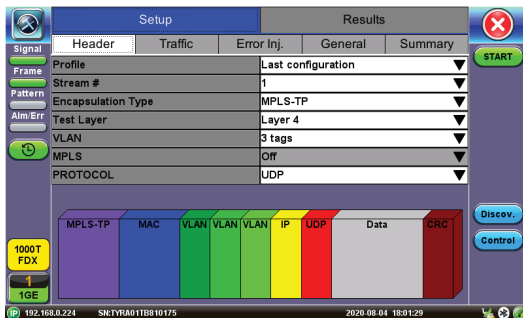 Setup Results
Signal Header Traffic Error Inj. General Summary START
Profile Last configuration
Frame
Stream # 1
Pattern
Encapsulation Type MPLS-TP
Alm/Err
Test Layer Layer 4
VLAN 3 tags
MPLS Off
PROTOCOL UDP
MPLS-TP MAC VLAN VLAN VLAN IP UDP Data CRC
Discov.
Control
1000T
FDX
1
1GE
IP 192.168.0.224 SN:TYRA01TB810175 2020-08-04 18:01:29